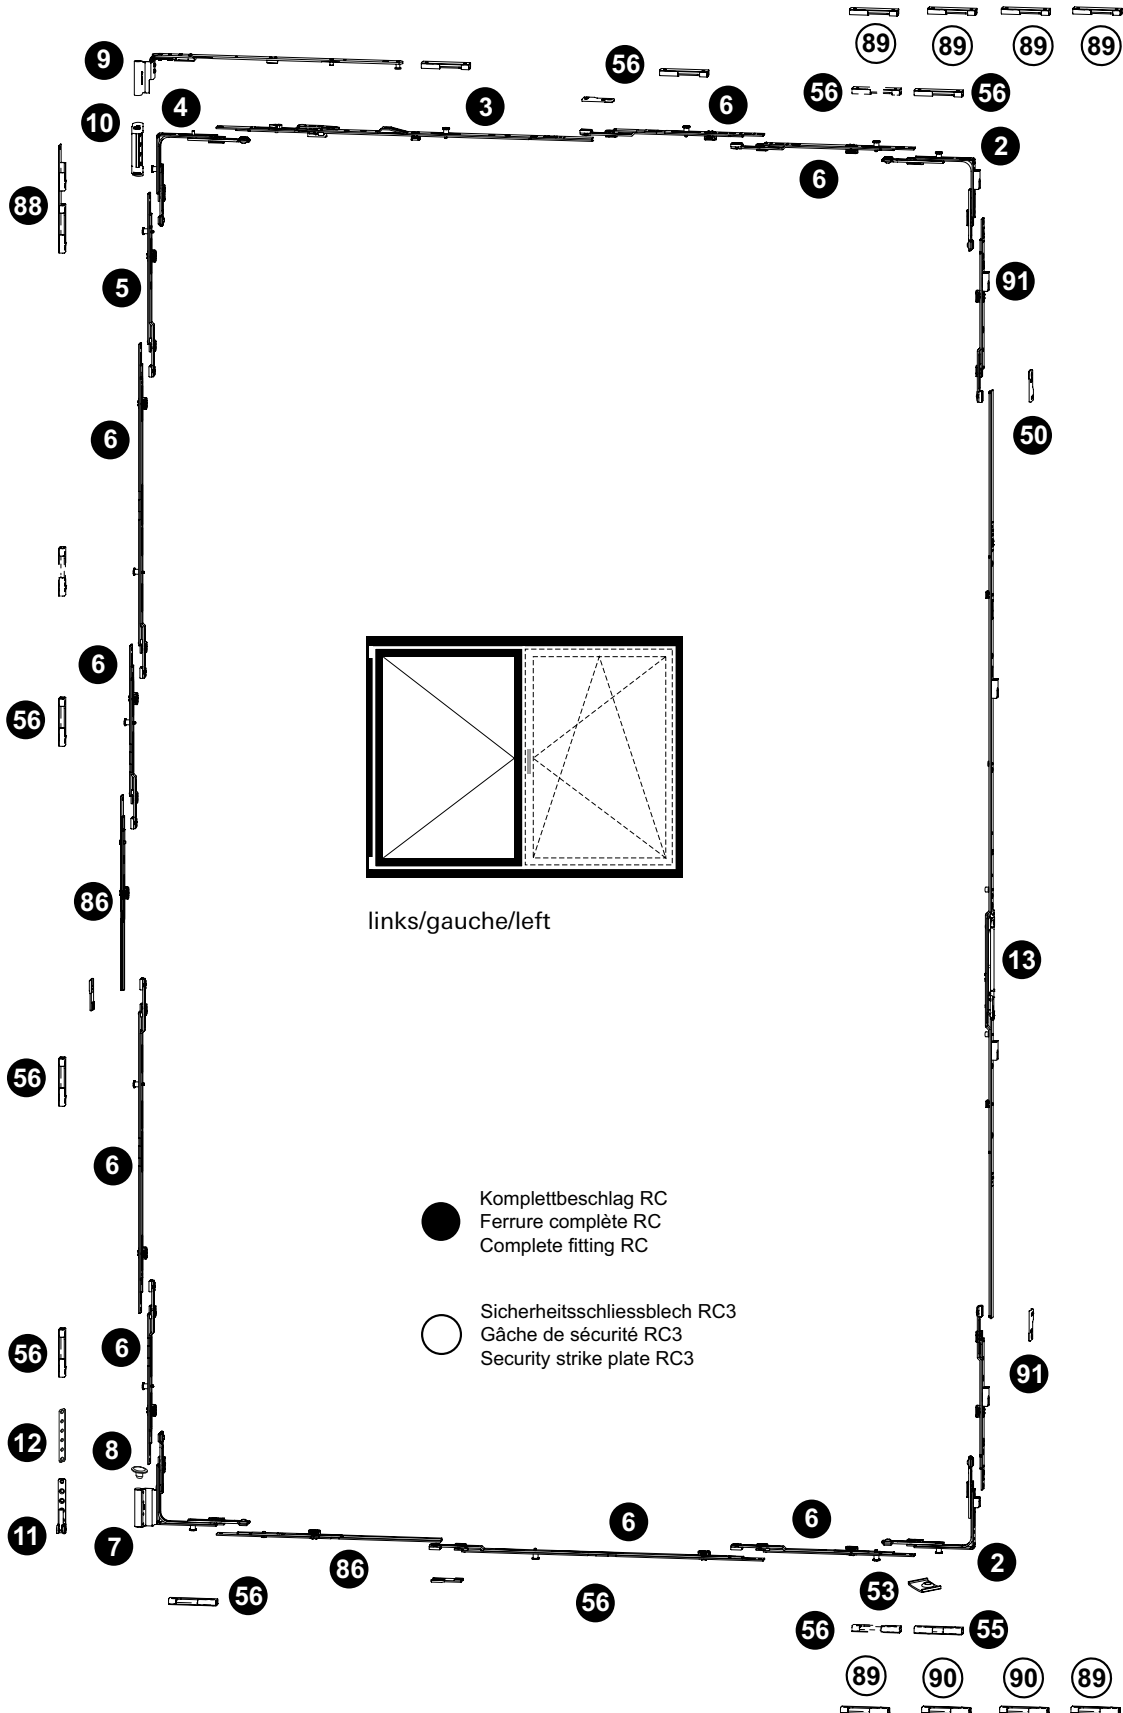 89 89 89 89
9
56
4 3 6 56 56
10
2
6
88
5 91
6 50
6
56
86
links/gauche/left
13
56
6
Komplettbeschlag RC
Ferrure complète RC
Complete fitting RC
Sicherheitsschliessblech RC3
Gâche de sécurité RC3
Security strike plate RC3
56 6 91
12 8
11 7
6 6
86 2
56 56 53
56 55
89 90 90 89